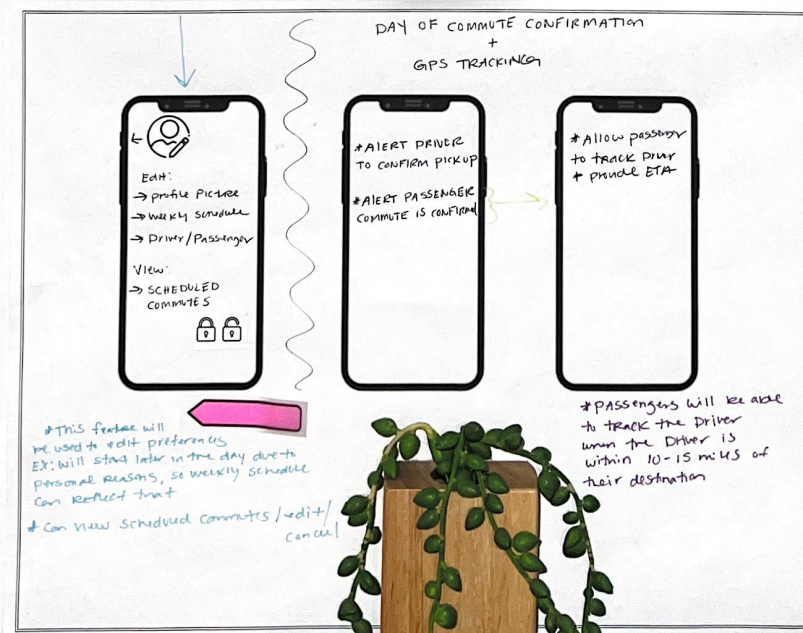 DAY OF COMMUTE CONFIRMATION
+
GPS TRACKING
Edit:
→ Profile Picture
→ Weekly Schedule
→ Driver/Passenger
View:
→ SCHEDULED
COMMUTES
*ALERT DRIVER
TO CONFIRM PICKUP
*ALERT PASSENGER
COMMUTE IS CONFIRMED
*Allow passenger
to track Driver
+ provide ETA
*This feature will
be used to edit preferences
EX: Will start later in the day due to
personal reasons, so weekly schedule
can reflect that
* Can view scheduled commutes/edit/
cancel
*PASSENGERS will be able
to track the Driver
when the Driver is
within 10-15 miles of
their destination